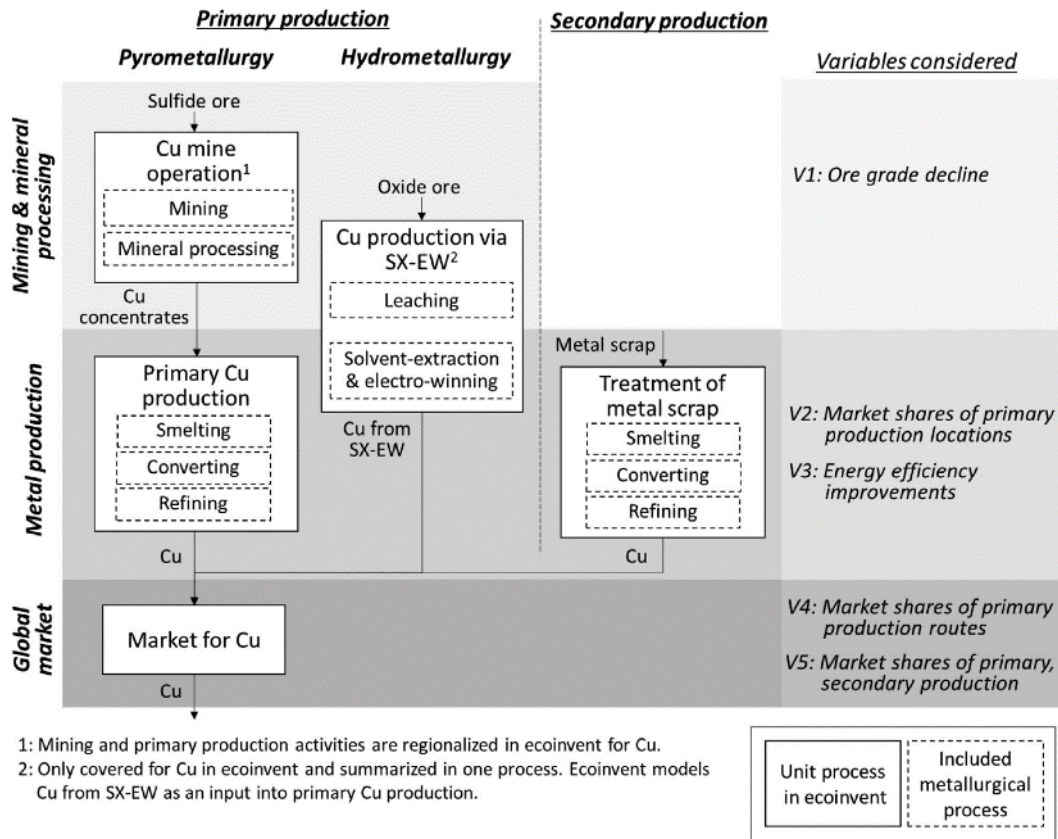 Primary production
Secondary production
Pyrometallurgy
Hydrometallurgy
Variables considered
Mining & mineral
processing
Sulfide ore
Cu mine
operation1
Mining
Mineral processing
Cu
concentrates
Oxide ore
Cu production via
SX-EW2
Leaching
Solvent-extraction
& electro-winning
Cu from
SX-EW
V1: Ore grade decline
Metal production
Primary Cu
production
Smelting
Converting
Refining
Cu
Metal scrap
Treatment of
metal scrap
Smelting
Converting
Refining
Cu
V2: Market shares of primary
production locations
V3: Energy efficiency
improvements
Global
market
Market for Cu
Cu
V4: Market shares of primary
production routes
V5: Market shares of primary,
secondary production
1: Mining and primary production activities are regionalized in ecoinvent for Cu.
2: Only covered for Cu in ecoinvent and summarized in one process. Ecoinvent models
Cu from SX-EW as an input into primary Cu production.
Unit process
in ecoinvent
Included
metallurgical
process